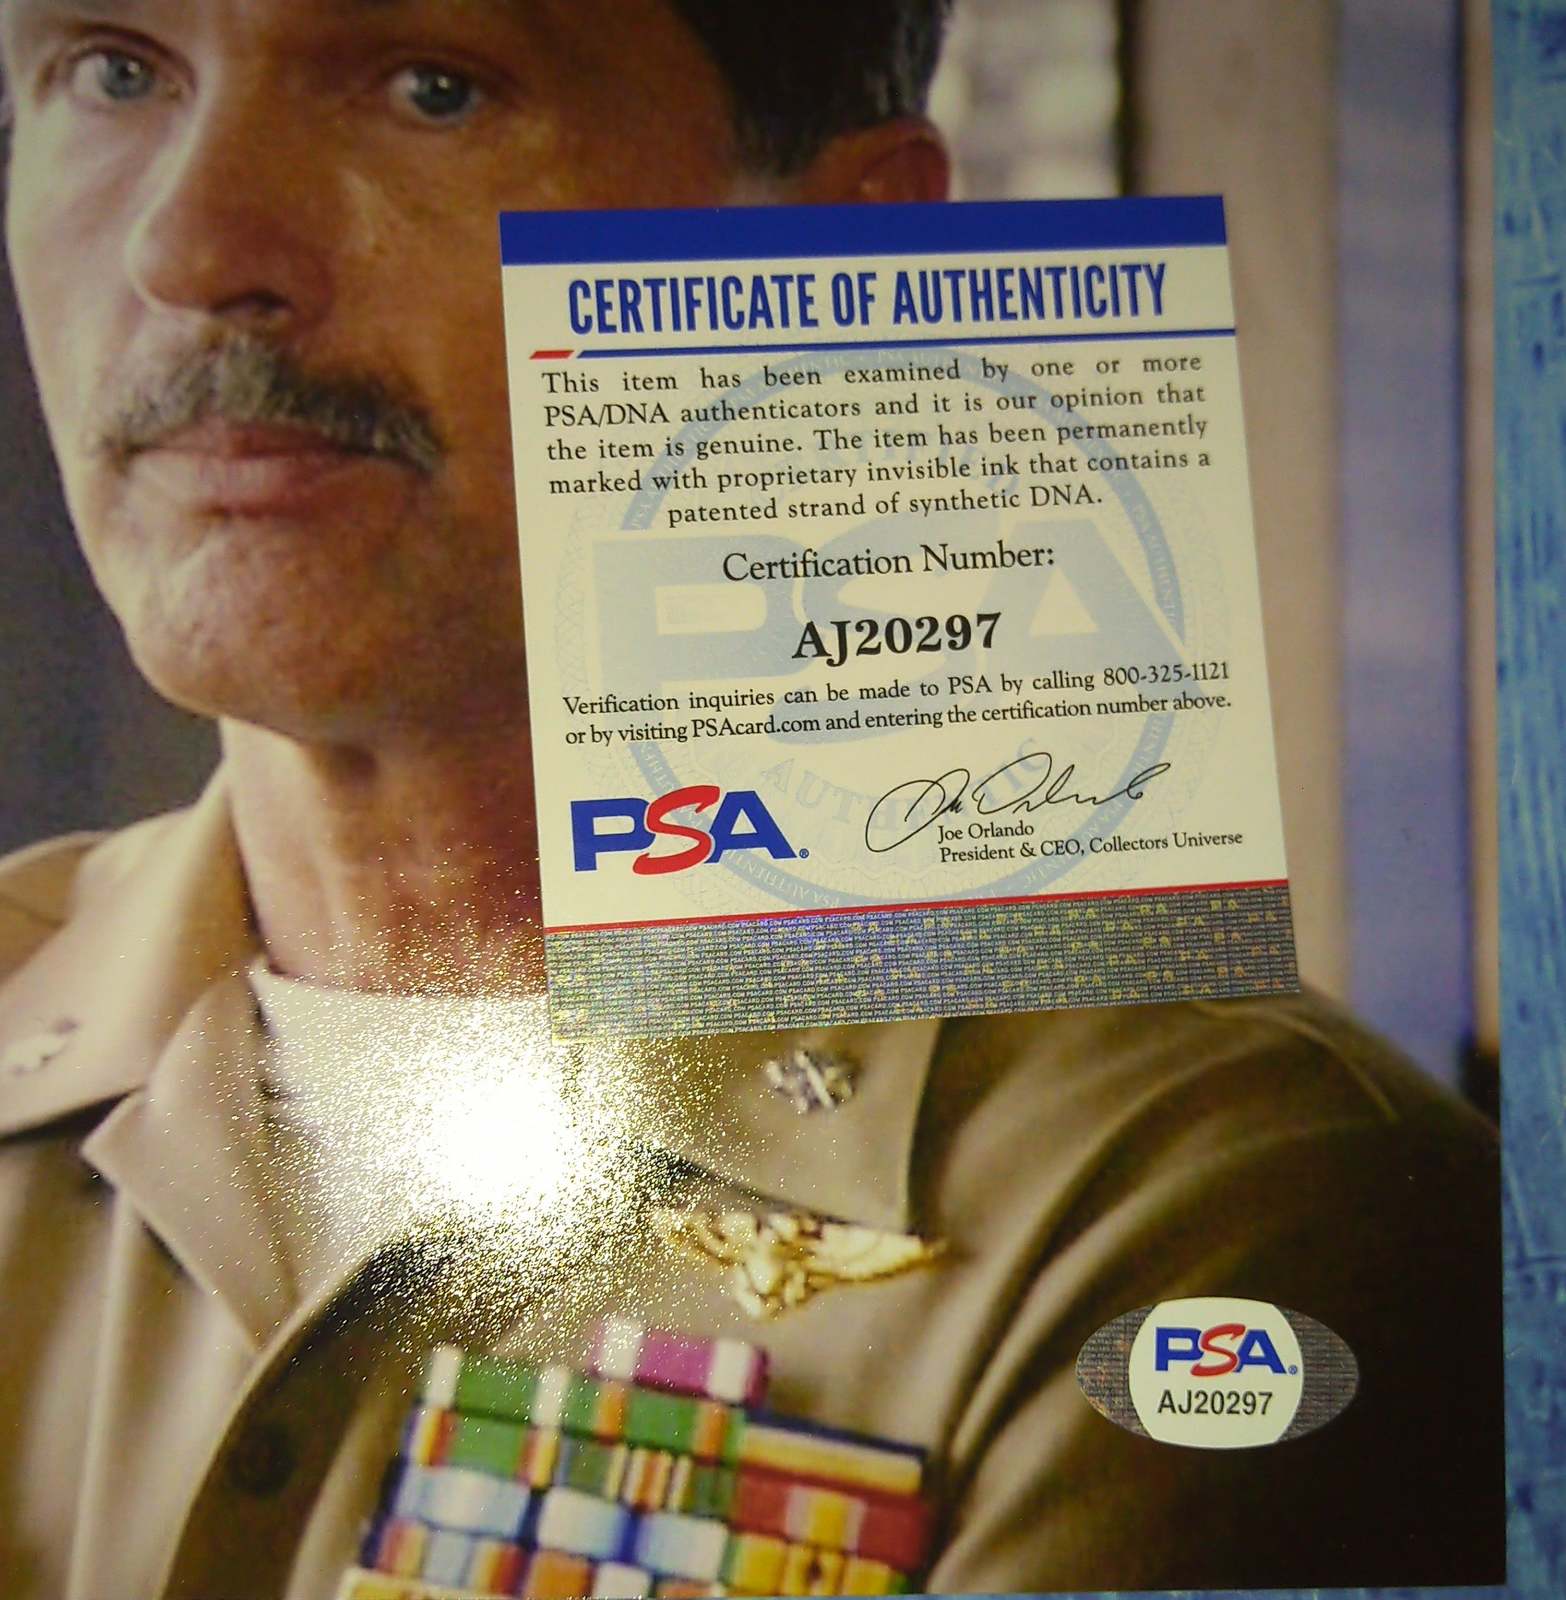 CERTIFICATE OF AUTHENTICITY
This item has been examined by one or more
PSA/DNA authenticators and it is our opinion that
the item is genuine. The item has been permanently
marked with proprietary invisible ink that contains a
patented strand of synthetic DNA.
Certification Number:
AJ20297
Verification inquiries can be made to PSA by calling 800-325-1121
or by visiting PSAcard.com and entering the certification number above.
PSA®
Joe Orlando
President & CEO, Collectors Universe
PSA®
AJ20297